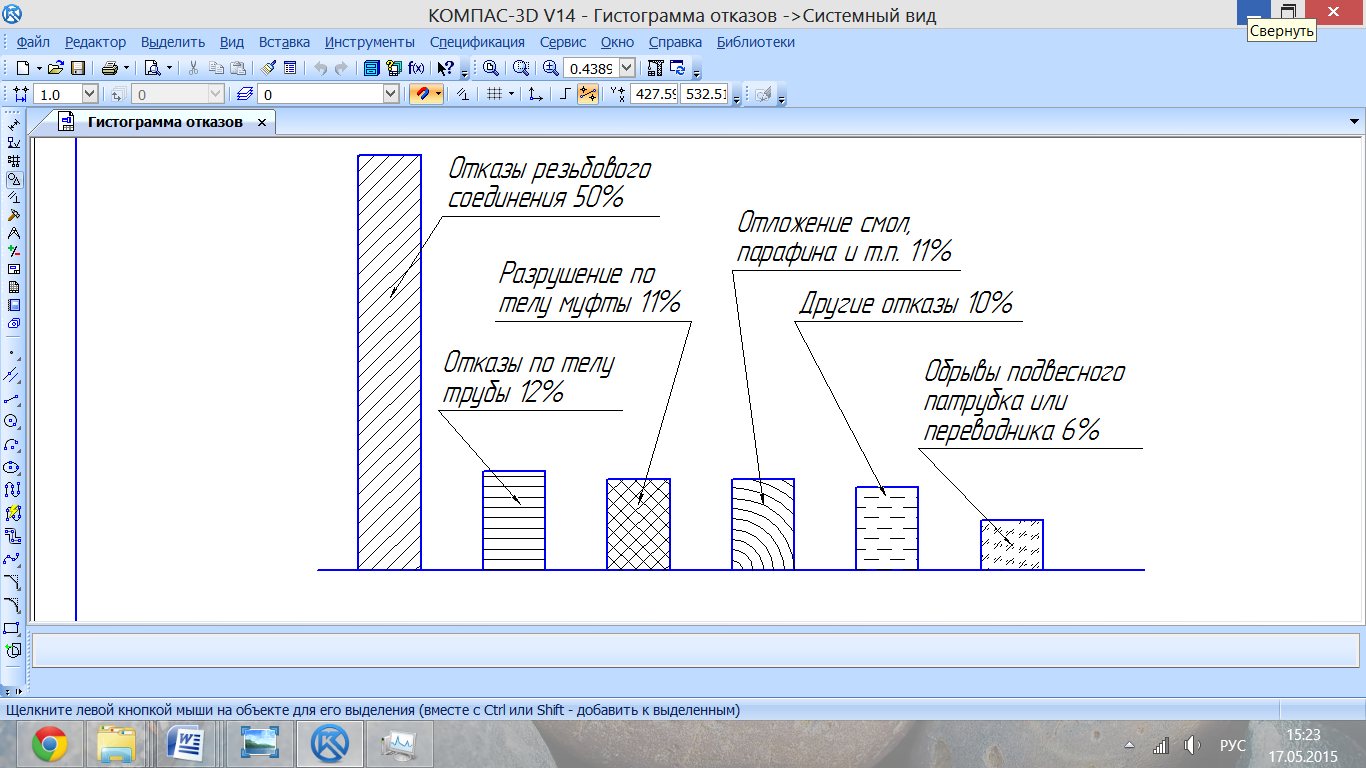 КОМПАС-3D V14 - Гистограмма отказов ->Системный вид
Свернуть
Файл Редактор Выделить Вид Вставка Инструменты Спецификация Сервис Окно Справка Библиотеки
f(x) 0.4389
1.0 0 0 427.59 532.51
Гистограмма отказов
Отказы резьбового
соединения 50%
Отложение смол,
парафина и т.п. 11%
Разрушение по
телу муфты 11%
Другие отказы 10%
Отказы по телу
трубы 12%
Обрывы подвесного
патрубка или
переводника 6%
Щелкните левой кнопкой мыши на объекте для его выделения (вместе с Ctrl или Shift - добавить к выделенным)
РУС
15:23
17.05.2015